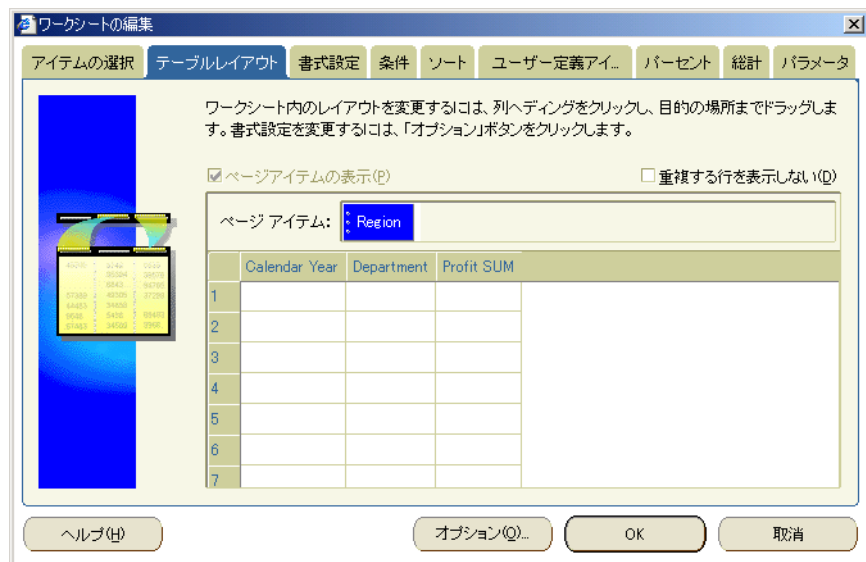 ワークシートの編集
アイテムの選択 テーブルレイアウト 書式設定 条件 ソート ユーザー定義アイ... パーセント 総計 パラメータ
ワークシート内のレイアウトを変更するには、列ヘディングをクリックし、目的の場所までドラッグしま
す。書式設定を変更するには、「オプション」ボタンをクリックします。
ページアイテムの表示(P) 重複する行を表示しない(D)
ページ アイテム: Region
Calendar Year Department Profit SUM
1
2
3
4
5
6
7
ヘルプ(H) オプション(O)... OK 取消